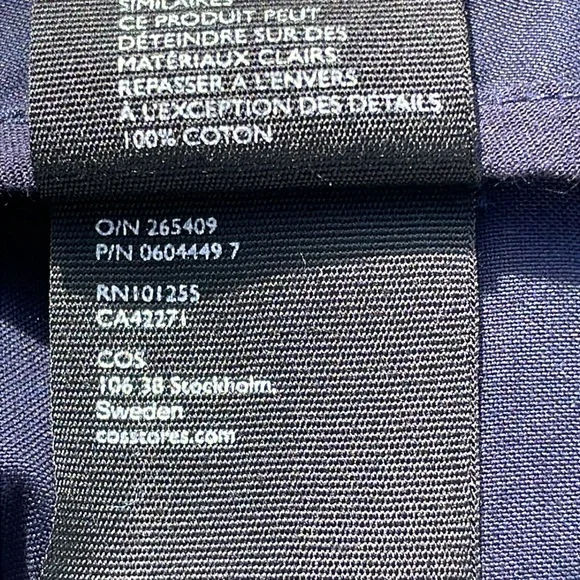 SIMILAIRES
CE PRODUIT PEUT
DÉTEINDRE SUR DES
MATÉRIAUX CLAIRS.
REPASSER À L'ENVERS
À L'EXCEPTION DES DÉTAILS
100% COTON
O/N 265409
P/N 0604449 7
RN101255
CA42271
COS
106 38 Stockholm,
Sweden
cosstores.com